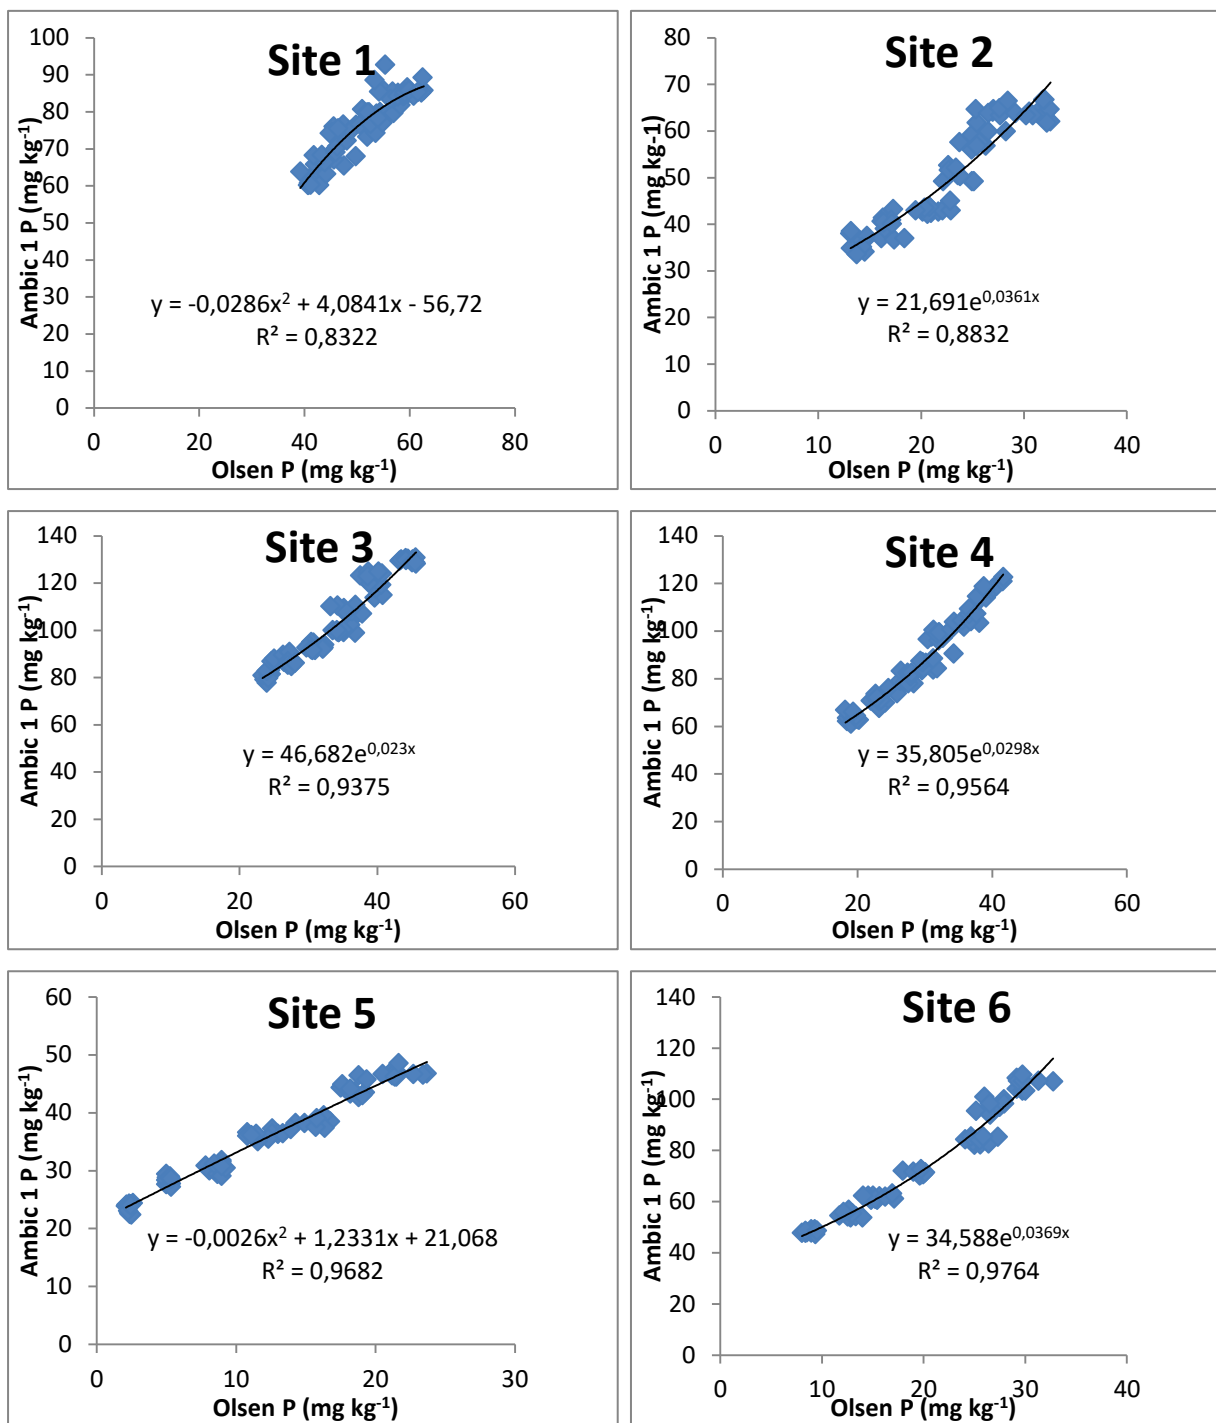 Site 1
Ambic 1 P (mg kg⁻¹)
100
90
80
70
60
50
40
30
20
10
0
y = -0,0286x² + 4,0841x - 56,72
R² = 0,8322
0 20 40 60 80
Olsen P (mg kg⁻¹)
Site 2
Ambic 1 P (mg kg-1)
80
70
60
50
40
30
20
10
0
y = 21,691e⁰,⁰³⁶¹ˣ
R² = 0,8832
0 10 20 30 40
Olsen P (mg kg⁻¹)
Site 3
Ambic 1 P (mg kg⁻¹)
140
120
100
80
60
40
20
0
y = 46,682e⁰,⁰²³ˣ
R² = 0,9375
0 20 40 60
Olsen P (mg kg⁻¹)
Site 4
Ambic 1 P (mg kg⁻¹)
140
120
100
80
60
40
20
0
y = 35,805e⁰,⁰²⁹⁸ˣ
R² = 0,9564
0 20 40 60
Olsen P (mg kg⁻¹)
Site 5
Ambic 1 P (mg kg⁻¹)
60
50
40
30
20
10
0
y = -0,0026x² + 1,2331x + 21,068
R² = 0,9682
0 10 20 30
Olsen P (mg kg⁻¹)
Site 6
Ambic 1 P (mg kg⁻¹)
140
120
100
80
60
40
20
0
y = 34,588e⁰,⁰³⁶⁹ˣ
R² = 0,9764
0 10 20 30 40
Olsen P (mg kg⁻¹)